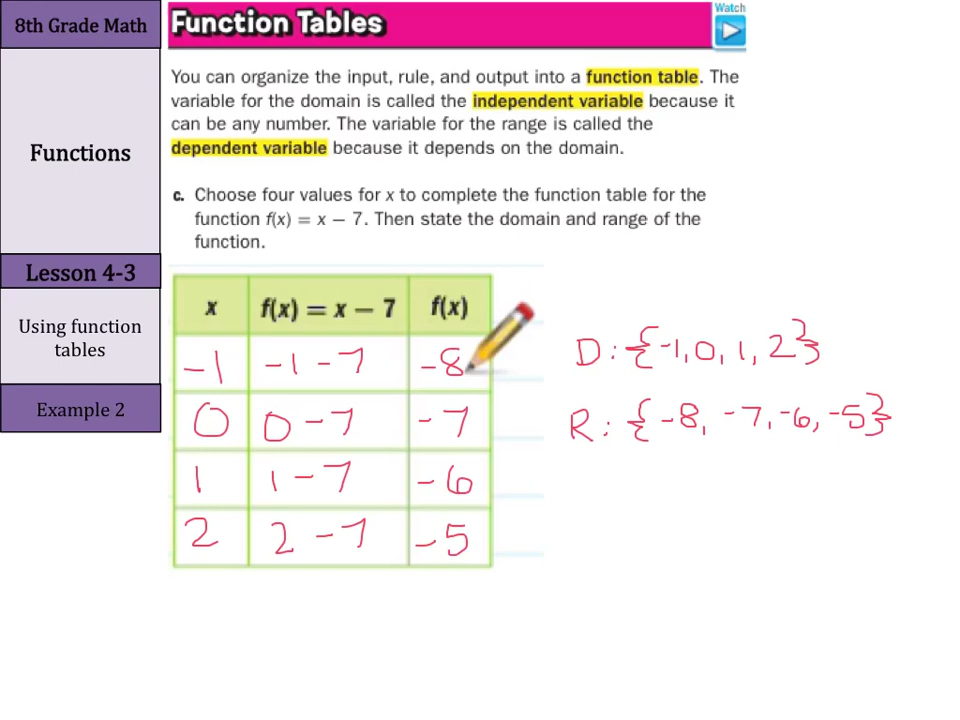 8th Grade Math
Functions
Lesson 4-3
Using function
tables
Example 2
Function Tables
Watch
You can organize the input, rule, and output into a function table. The
variable for the domain is called the independent variable because it
can be any number. The variable for the range is called the
dependent variable because it depends on the domain.
c. Choose four values for x to complete the function table for the
function f(x) = x – 7. Then state the domain and range of the
function.
x f(x) = x – 7 f(x)
-1 -1 - 7 -8
0 0 - 7 -7
1 1 - 7 -6
2 2 - 7 -5
D: {-1, 0, 1, 2}
R: {-8, -7, -6, -5}